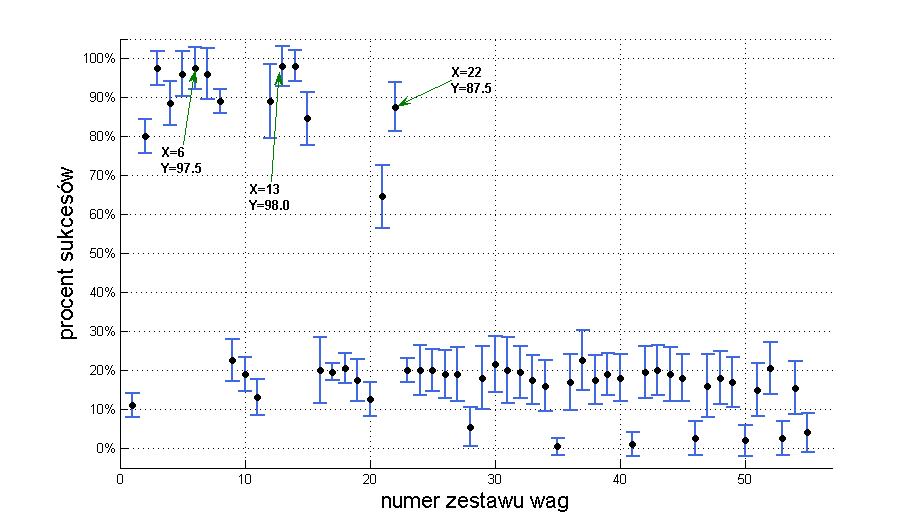 100%
90%
80%
70%
60%
50%
40%
30%
20%
10%
0%
procent sukcesów
X=6
Y=97.5
X=13
Y=98.0
X=22
Y=87.5
0 10 20 30 40 50
numer zestawu wag